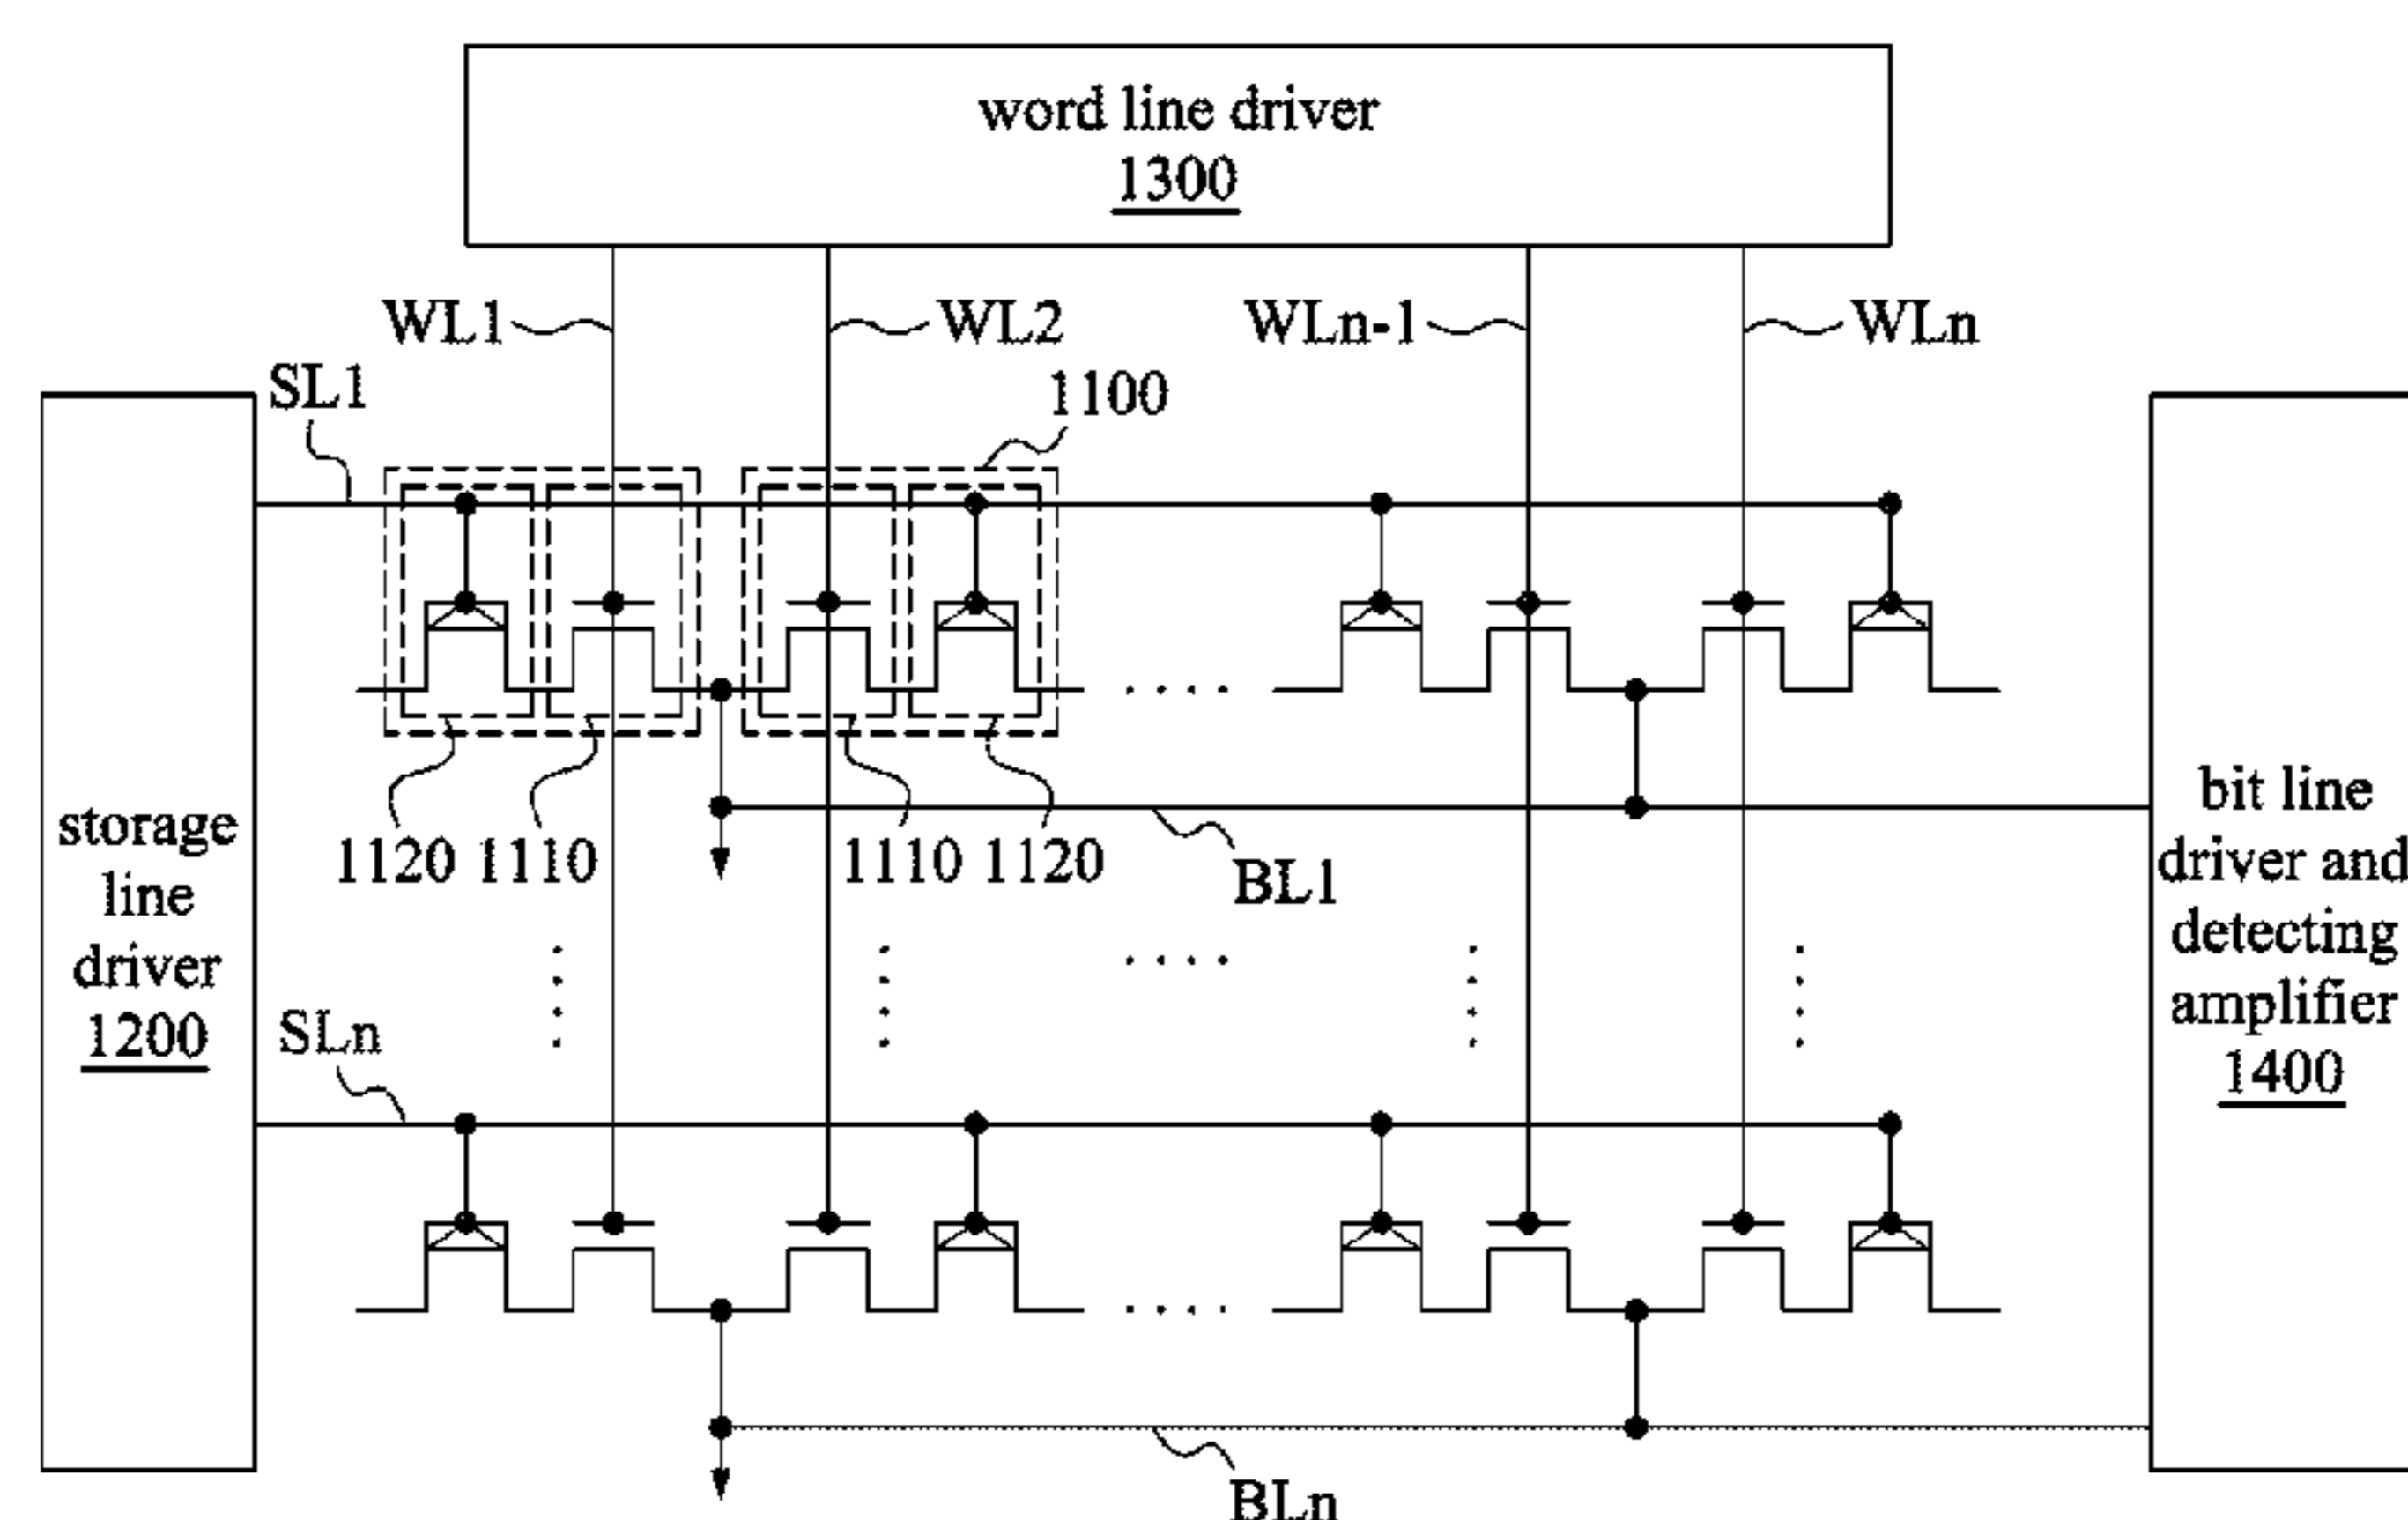 word line driver
1300
WL1
WL2
WLn-1
WLn
SL1
1100
storage
line
driver
1200
1120
1110
1110
1120
BL1
bit line
driver and
detecting
amplifier
1400
SLn
BLn